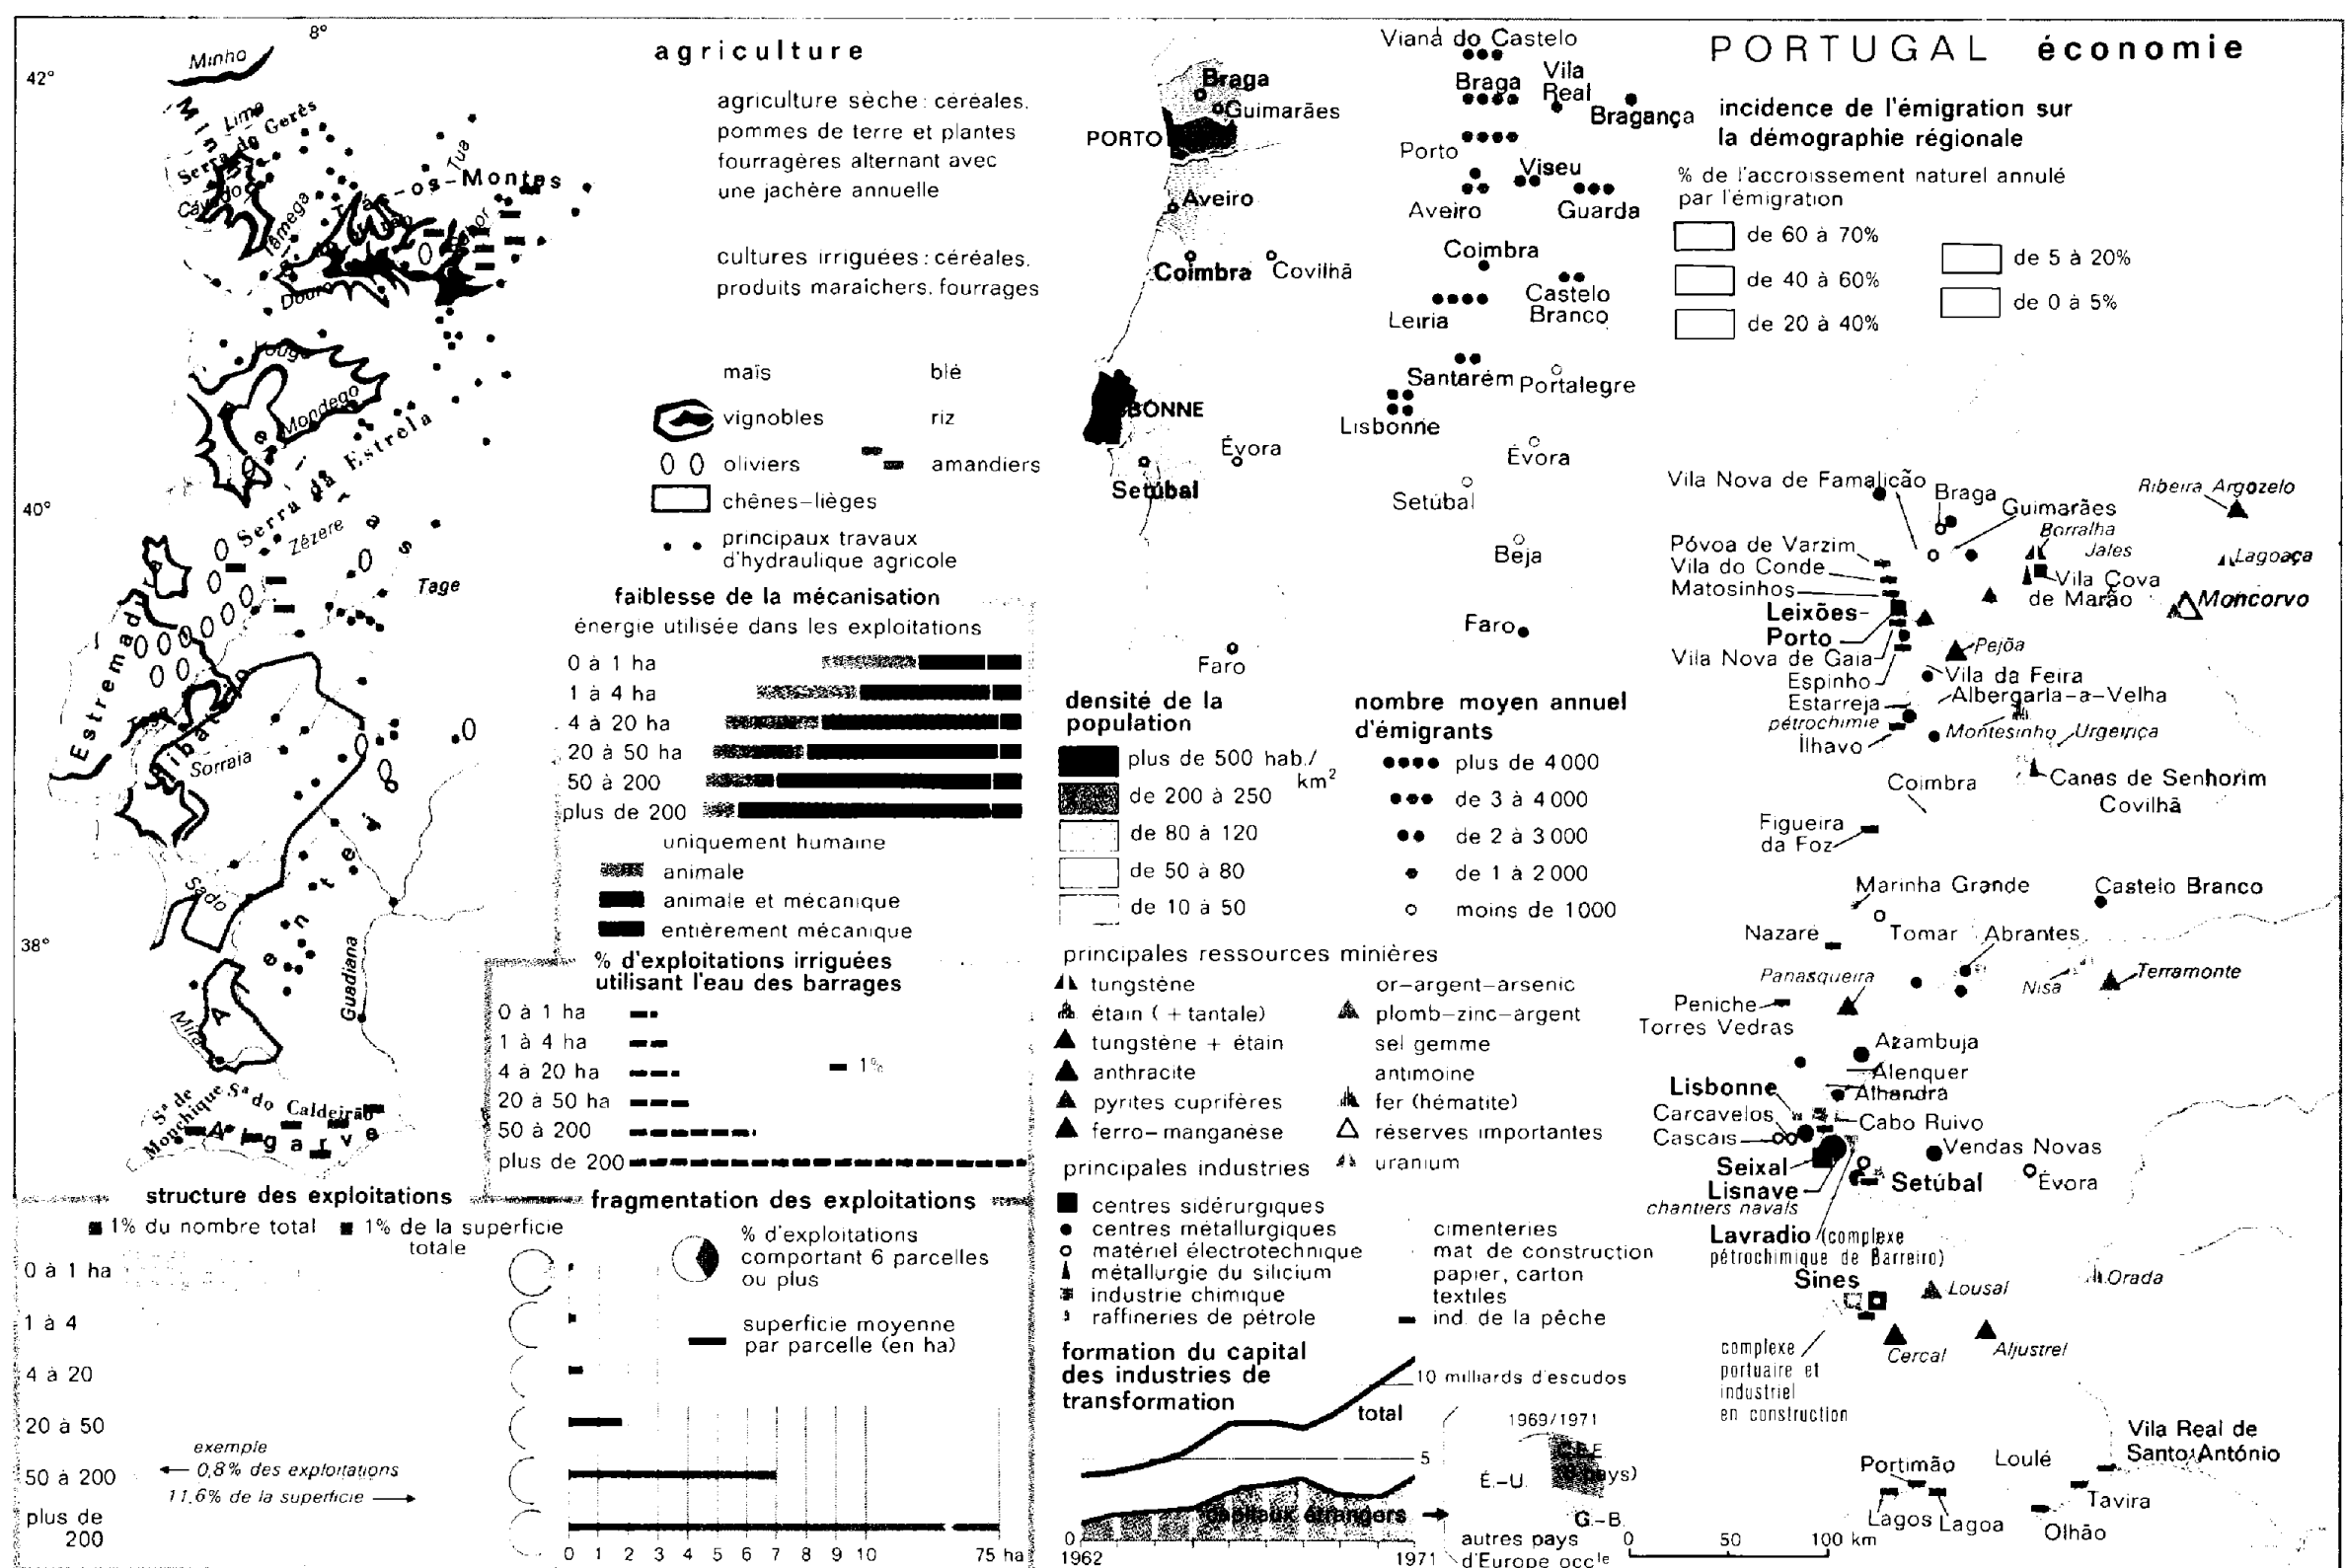 PORTUGAL économie
8°
42°
40°
38°
Minho
Lima
Serra do Gerês
Cávado
Tâmega
Tua
Trás-os-Montes
Douro
Vouga
Mondego
Serra da Estrela
Zêzere
Tage
Estremad
Ribatejo
Sorraia
Sado
Guadiana
Mira
Sª de
Monchique
Sª do Caldeirão
Algarve
agriculture
agriculture sèche : céréales.
pommes de terre et plantes
fourragères alternant avec
une jachère annuelle
cultures irriguées : céréales.
produits maraîchers. fourrages
maïs
blé
vignobles
riz
oliviers
amandiers
chênes-lièges
principaux travaux
d'hydraulique agricole
faiblesse de la mécanisation
énergie utilisée dans les exploitations
0 à 1 ha
1 à 4 ha
4 à 20 ha
20 à 50 ha
50 à 200
plus de 200
uniquement humaine
animale
animale et mécanique
entièrement mécanique
% d'exploitations irriguées
utilisant l'eau des barrages
0 à 1 ha
1 à 4 ha
4 à 20 ha
1%
20 à 50 ha
50 à 200
plus de 200
structure des exploitations
1% du nombre total
1% de la superficie
totale
0 à 1 ha
1 à 4
4 à 20
20 à 50
50 à 200
plus de
200
exemple
0,8% des exploitations
11,6% de la superficie
fragmentation des exploitations
% d'exploitations
comportant 6 parcelles
ou plus
superficie moyenne
par parcelle (en ha)
0 1 2 3 4 5 6 7 8 9 10 75 ha
Braga
Guimarães
PORTO
Aveiro
Coimbra
Covilhã
BONNE
Évora
Setúbal
Faro
densité de la
population
plus de 500 hab./
km²
de 200 à 250
de 80 à 120
de 50 à 80
de 10 à 50
Viana do Castelo
Braga
Vila
Real
Bragança
Porto
Viseu
Aveiro
Guarda
Coimbra
Leiria
Castelo
Branco
Santarém
Portalegre
Lisbonne
Évora
Setúbal
Beja
Faro
nombre moyen annuel
d'émigrants
plus de 4 000
de 3 à 4 000
de 2 à 3 000
de 1 à 2 000
moins de 1 000
incidence de l'émigration sur
la démographie régionale
% de l'accroissement naturel annulé
par l'émigration
de 60 à 70%
de 40 à 60%
de 20 à 40%
de 5 à 20%
de 0 à 5%
principales ressources minières
tungstène
étain ( + tantale)
tungstène + étain
anthracite
pyrites cuprifères
ferro-manganèse
or-argent-arsenic
plomb-zinc-argent
sel gemme
antimoine
fer (hématite)
réserves importantes
uranium
principales industries
centres sidérurgiques
centres métallurgiques
matériel électrotechnique
métallurgie du silicium
industrie chimique
raffineries de pétrole
cimenteries
mat de construction
papier, carton
textiles
ind. de la pêche
formation du capital
des industries de
transformation
10 milliards d'escudos
total
5
capitaux étrangers
0
1962
1971
1969/1971
É.-U.
G.-B.
autres pays
d'Europe occle
Vila Nova de Famalicão
Braga
Guimarães
Ribeira Argozelo
Borralha
Jales
Lagoaça
Póvoa de Varzim
Vila do Conde
Matosinhos
Vila Cova
de Marão
Moncorvo
Leixões-
Porto
Pejõa
Vila Nova de Gaia
Vila da Feira
Espinho
Albergaria-a-Velha
Estarreja
pétrochimie
Montesinho
Urgeiriça
Ílhavo
Coimbra
Canas de Senhorim
Covilhã
Figueira
da Foz
Marinha Grande
Castelo Branco
Nazaré
Tomar
Abrantes
Panasqueira
Nisa
Terramonte
Peniche
Torres Vedras
Azambuja
Alenquer
Lisbonne
Alhandra
Carcavelos
Cabo Ruivo
Cascais
Vendas Novas
Seixal
Lisnave
chantiers navals
Setúbal
Évora
Lavradio (complexe
pétrochimique de Barreiro)
Sines
Lousal
Orada
complexe
portuaire et
industriel
en construction
Cercal
Aljustrel
Vila Real de
Santo António
Portimão
Loulé
Tavira
Lagos
Lagoa
Olhão
0 50 100 km